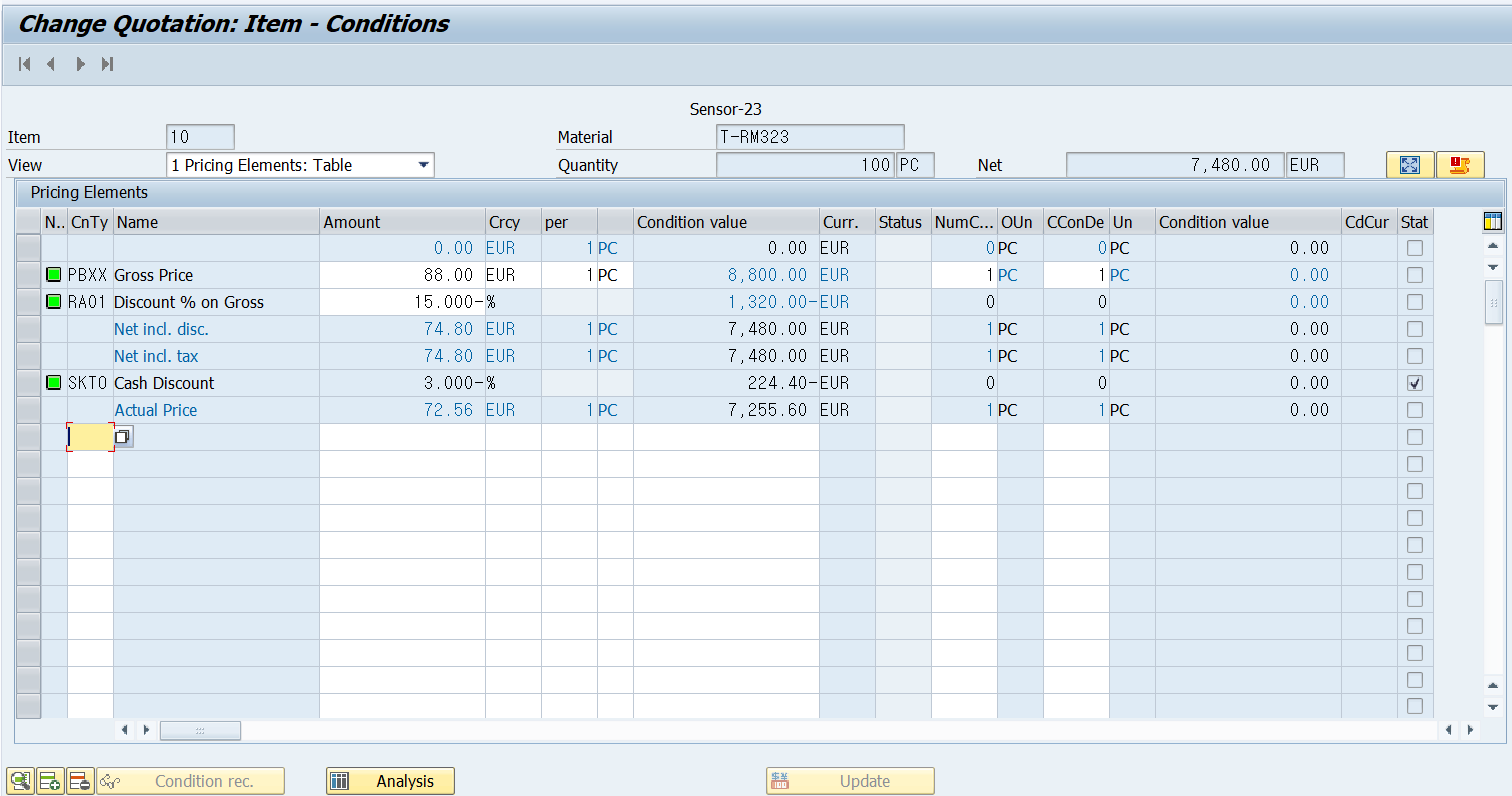 Change Quotation: Item - Conditions
Sensor-23
Item 10 Material T-RM323
View 1 Pricing Elements: Table Quantity 100 PC Net 7,480.00 EUR
Pricing Elements
N.. CnTy Name Amount Crcy per Condition value Curr. Status NumC... OUn CConDe Un Condition value CdCur Stat
0.00 EUR 1 PC 0.00 EUR 0 PC 0 PC 0.00
PBXX Gross Price 88.00 EUR 1 PC 8,800.00 EUR 1 PC 1 PC 0.00
RA01 Discount % on Gross 15.000- % 1,320.00- EUR 0 0 0.00
Net incl. disc. 74.80 EUR 1 PC 7,480.00 EUR 1 PC 1 PC 0.00
Net incl. tax 74.80 EUR 1 PC 7,480.00 EUR 1 PC 1 PC 0.00
SKTO Cash Discount 3.000- % 224.40- EUR 0 0 0.00
Actual Price 72.56 EUR 1 PC 7,255.60 EUR 1 PC 1 PC 0.00
Condition rec. Analysis Update